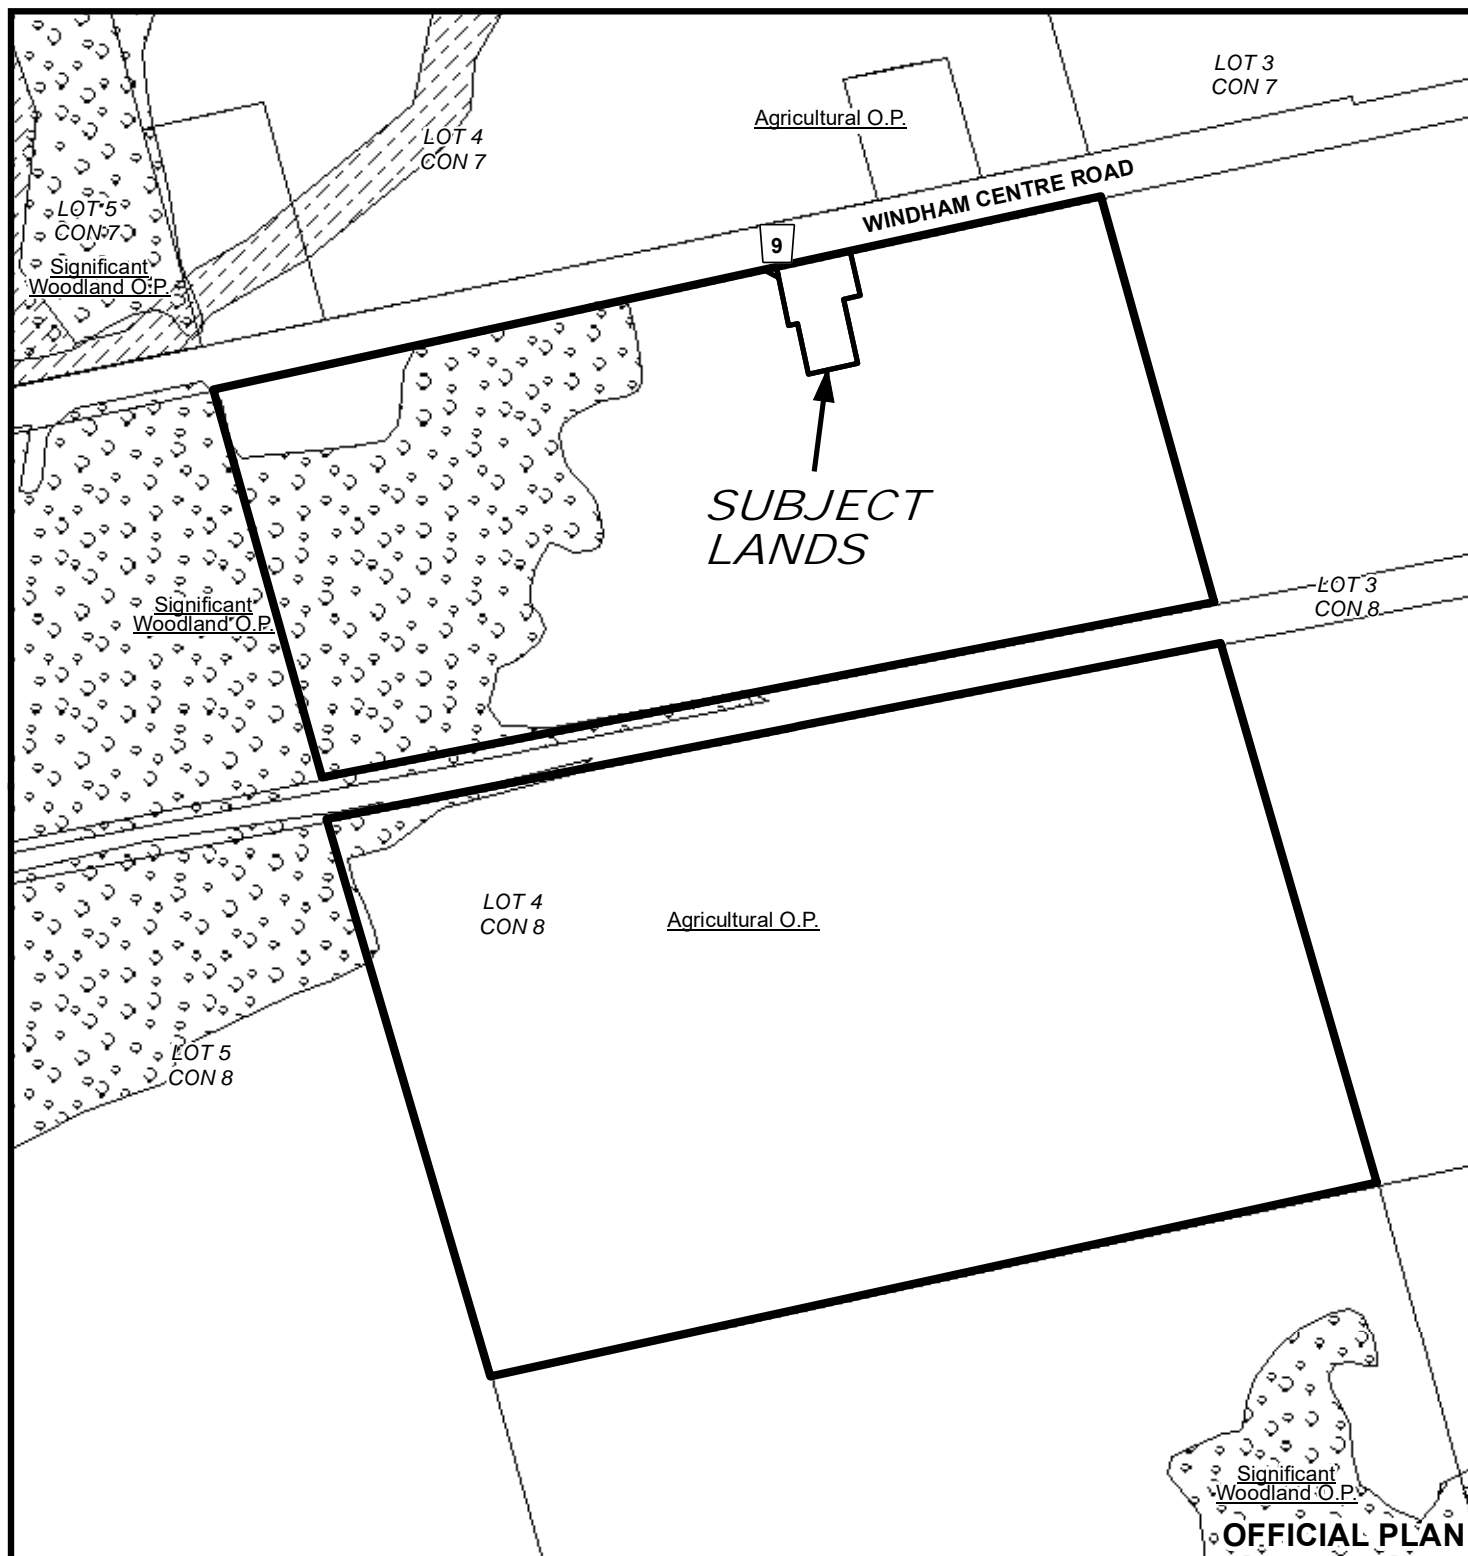 LOT 3
CON 7
Agricultural O.P.
LOT 4
CON 7
WINDHAM CENTRE ROAD
LOT 5
CON 7
9
Significant
Woodland O.P.
SUBJECT
LANDS
LOT 3
CON 8
Significant
Woodland O.P.
LOT 4
CON 8
Agricultural O.P.
LOT 5
CON 8
Significant
Woodland O.P.
OFFICIAL PLAN